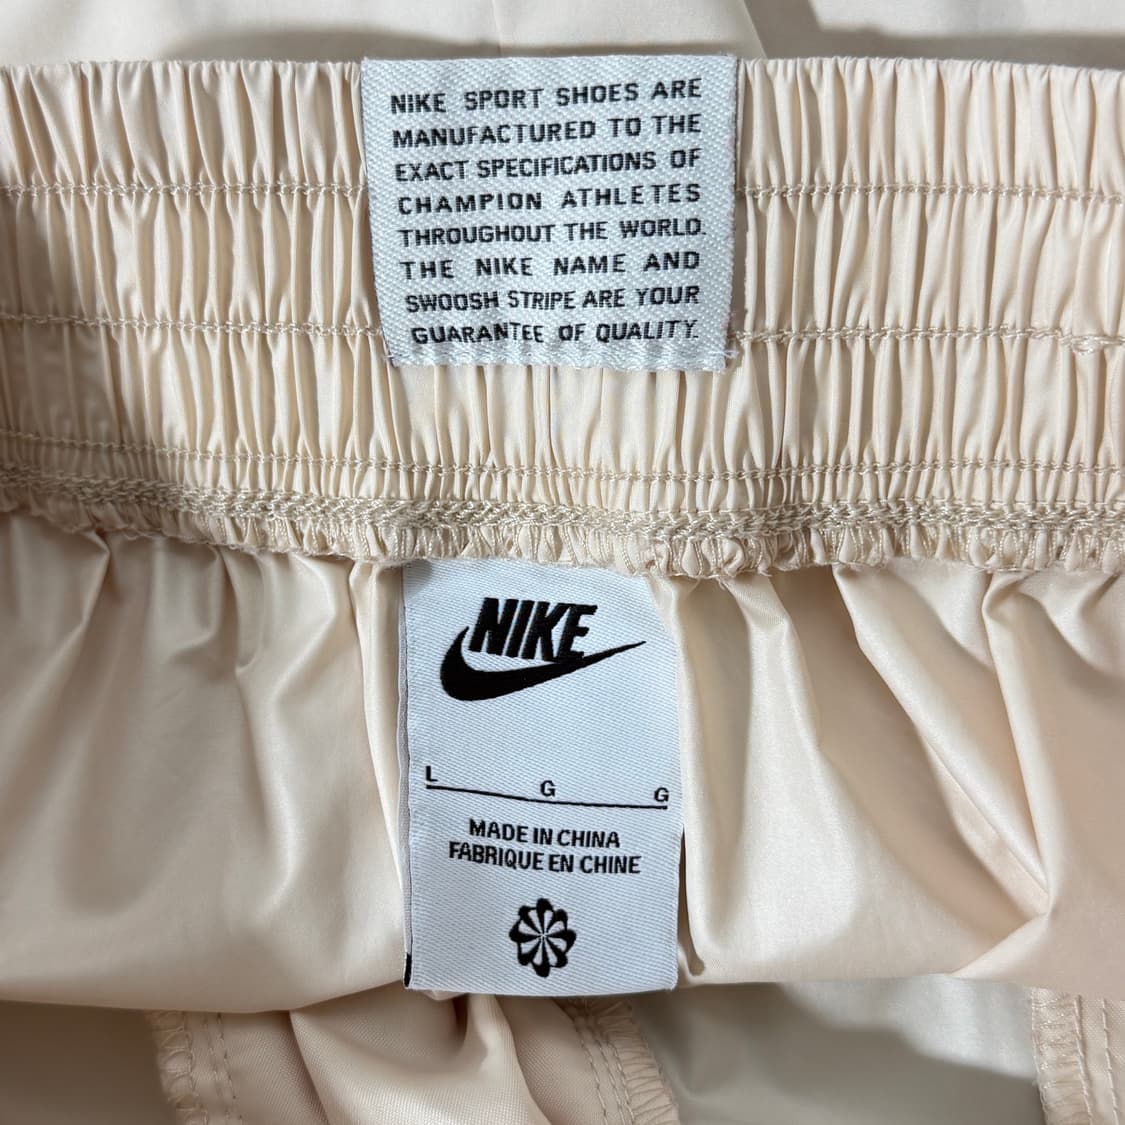 NIKE SPORT SHOES ARE
MANUFACTURED TO THE
EXACT SPECIFICATIONS OF
CHAMPION ATHLETES
THROUGHOUT THE WORLD.
THE NIKE NAME AND
SWOOSH STRIPE ARE YOUR
GUARANTEE OF QUALITY.
NIKE
L G G
MADE IN CHINA
FABRIQUE EN CHINE